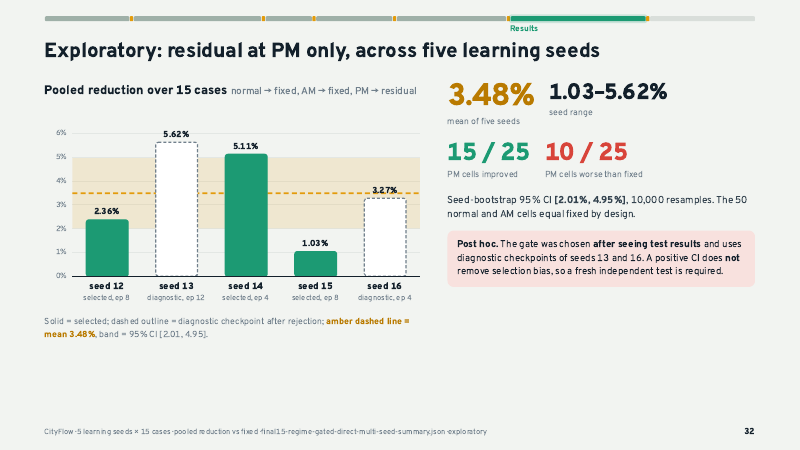 Results
Exploratory: residual at PM only, across five learning seeds
Pooled reduction over 15 cases normal → fixed, AM → fixed, PM → residual
6%
5%
4%
3%
2%
1%
0%
2.36%
5.62%
5.11%
1.03%
3.27%
seed 12
selected, ep 8
seed 13
diagnostic, ep 12
seed 14
selected, ep 4
seed 15
selected, ep 8
seed 16
diagnostic, ep 4
Solid = selected; dashed outline = diagnostic checkpoint after rejection; amber dashed line =
mean 3.48%, band = 95% CI [2.01, 4.95].
3.48%
mean of five seeds
1.03–5.62%
seed range
15 / 25
PM cells improved
10 / 25
PM cells worse than fixed
Seed-bootstrap 95% CI [2.01%, 4.95%], 10,000 resamples. The 50
normal and AM cells equal fixed by design.
Post hoc. The gate was chosen after seeing test results and uses
diagnostic checkpoints of seeds 13 and 16. A positive CI does not
remove selection bias, so a fresh independent test is required.
CityFlow · 5 learning seeds × 15 cases · pooled reduction vs fixed · final15-regime-gated-direct-multi-seed-summary.json · exploratory
32